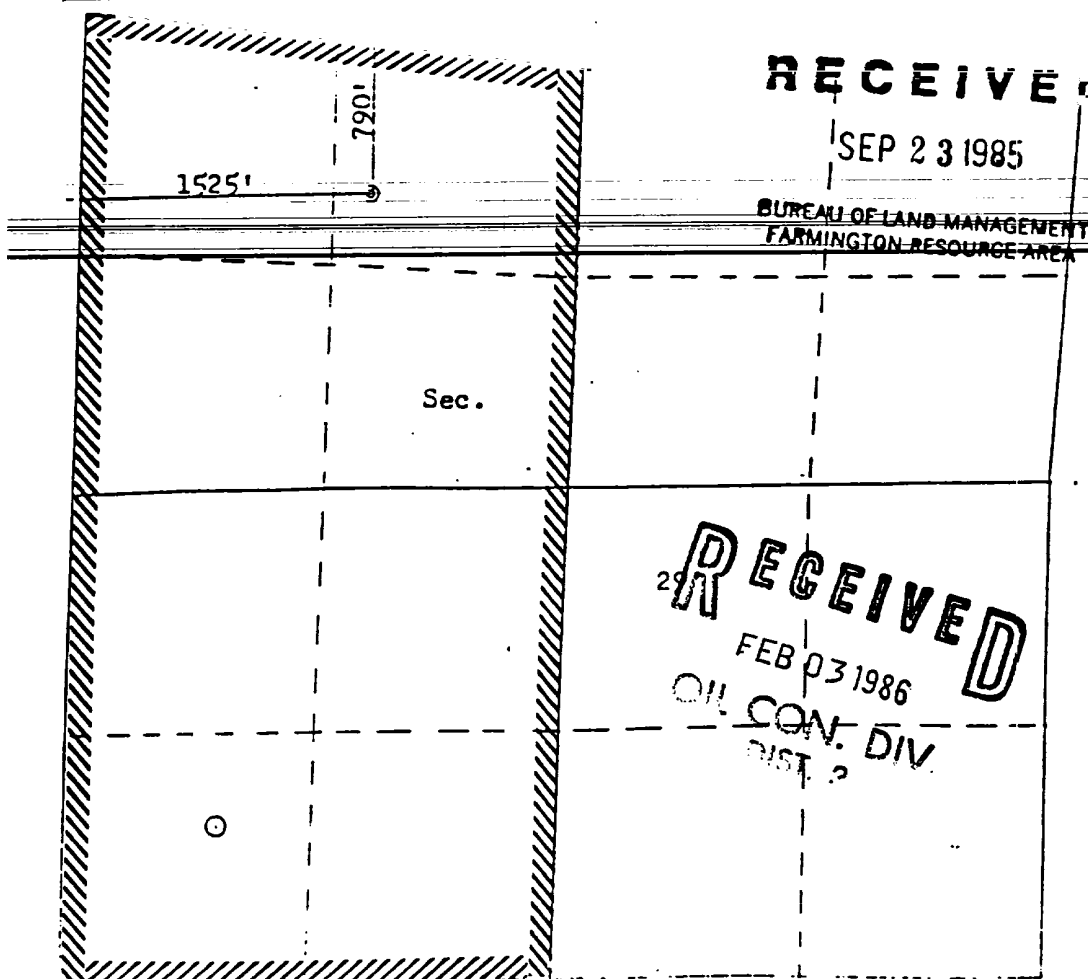 RECEIVE
790'
SEP 23 1985
1525'
BUREAU OF LAND MANAGEMENT
FARMINGTON RESOURCE AREA
Sec.
RECEIVED
FEB 03 1986
OIL CON. DIV.
DIST.